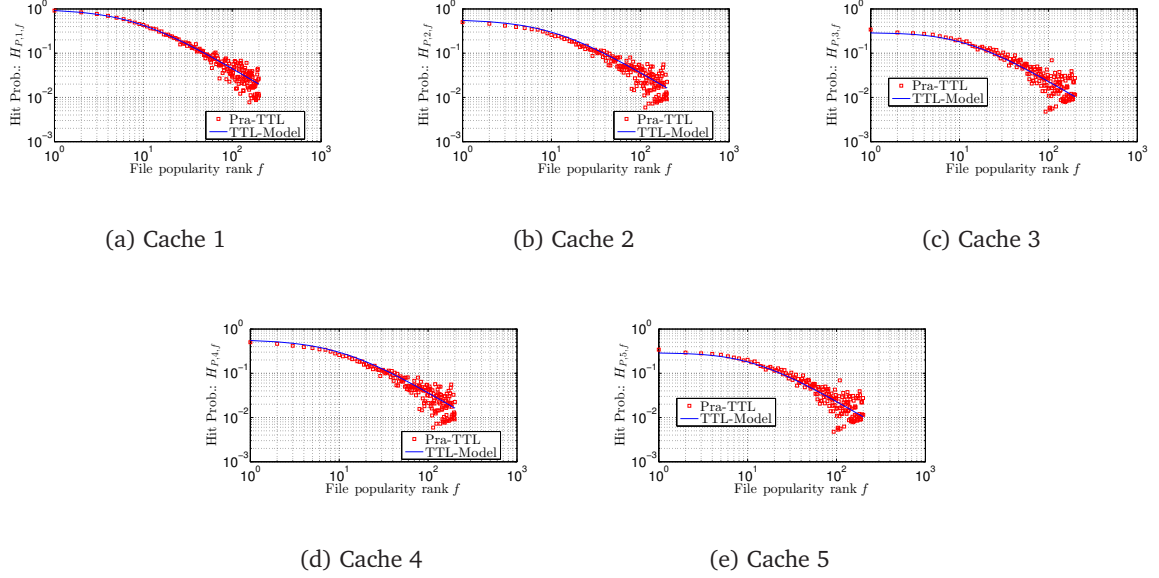 10^0
10^-1
10^-2
10^-3
Hit Prob.: H_{P,1,f}
Pra-TTL
TTL-Model
10^0 10^1 10^2 10^3
File popularity rank f
(a) Cache 1
10^0
10^-1
10^-2
10^-3
Hit Prob.: H_{P,2,f}
Pra-TTL
TTL-Model
10^0 10^1 10^2 10^3
File popularity rank f
(b) Cache 2
10^0
10^-1
10^-2
10^-3
Hit Prob.: H_{P,3,f}
Pra-TTL
TTL-Model
10^0 10^1 10^2 10^3
File popularity rank f
(c) Cache 3
10^0
10^-1
10^-2
10^-3
Hit Prob.: H_{P,4,f}
Pra-TTL
TTL-Model
10^0 10^1 10^2 10^3
File popularity rank f
(d) Cache 4
10^0
10^-1
10^-2
10^-3
Hit Prob.: H_{P,5,f}
Pra-TTL
TTL-Model
10^0 10^1 10^2 10^3
File popularity rank f
(e) Cache 5